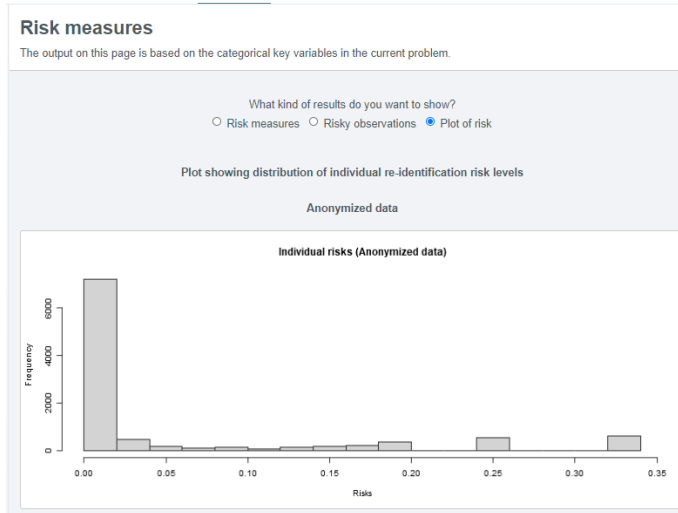 Risk measures
The output on this page is based on the categorical key variables in the current problem.
What kind of results do you want to show?
Risk measures Risky observations Plot of risk
Plot showing distribution of individual re-identification risk levels
Anonymized data
Individual risks (Anonymized data)
Frequency
6000
4000
2000
0
0.00 0.05 0.10 0.15 0.20 0.25 0.30 0.35
Risks